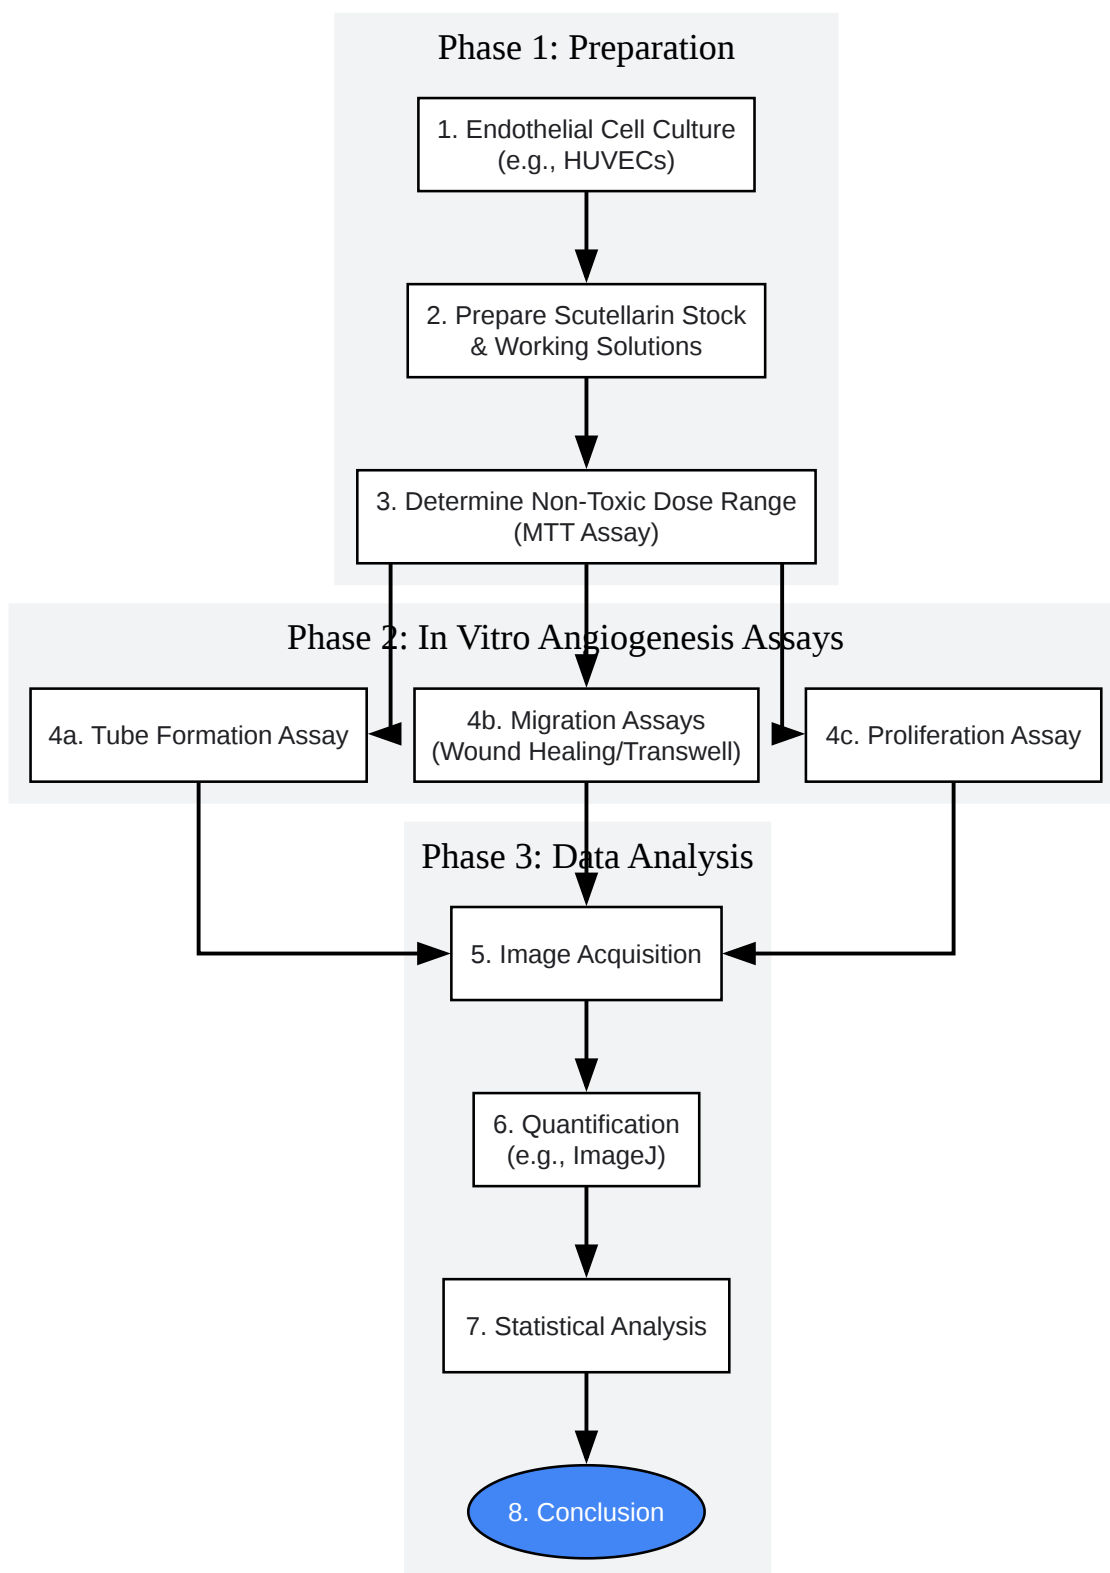 Phase 1: Preparation
1. Endothelial Cell Culture
(e.g., HUVECs)
2. Prepare Scutellarin Stock
& Working Solutions
3. Determine Non-Toxic Dose Range
(MTT Assay)
Phase 2: In Vitro Angiogenesis Assays
4a. Tube Formation Assay
4b. Migration Assays
(Wound Healing/Transwell)
4c. Proliferation Assay
Phase 3: Data Analysis
5. Image Acquisition
6. Quantification
(e.g., ImageJ)
7. Statistical Analysis
8. Conclusion